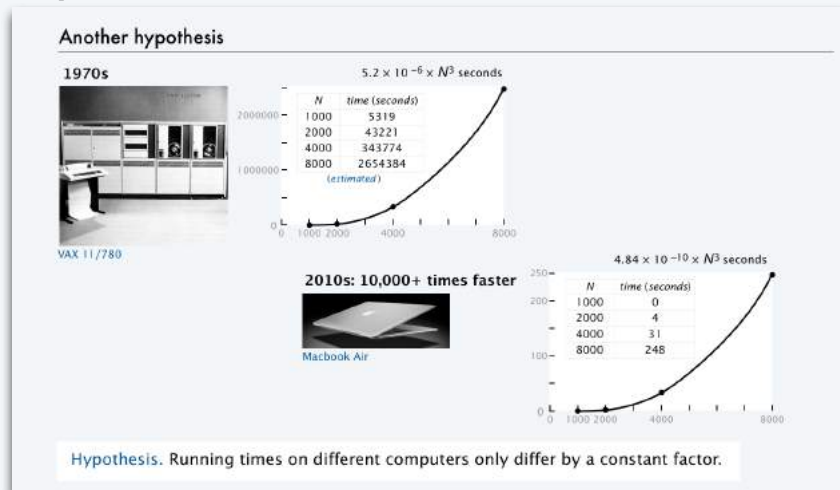 Another hypothesis
1970s
5.2 × 10 –6 × N3 seconds
N time (seconds)
1000 5319
2000 43221
4000 343774
8000 2654384
(estimated)
2000000
1000000
0
0 1000 2000 4000 8000
VAX 11/780
2010s: 10,000+ times faster
Macbook Air
4.84 × 10 –10 × N3 seconds
N time (seconds)
1000 0
2000 4
4000 31
8000 248
250
200
100
0
0 1000 2000 4000 8000
Hypothesis. Running times on different computers only differ by a constant factor.